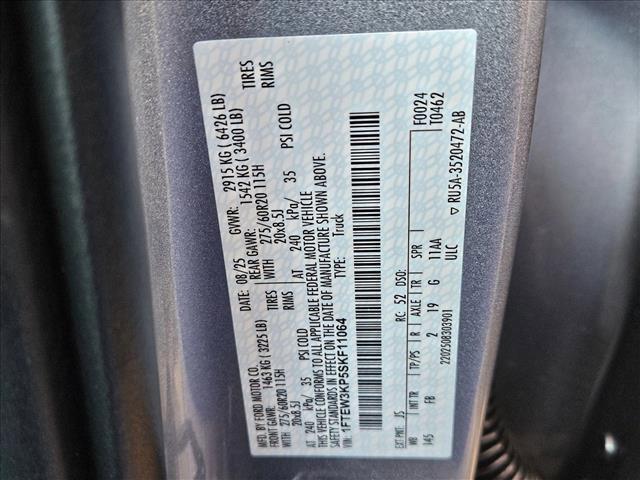 MFD. BY FORD MOTOR CO. 08/25 GVWR: 2915 KG ( 6426 LB)
FRONT GAWR: 1463 KG ( 3225 LB) REAR GAWR: 1542 KG ( 3400 LB)
WITH 275/60R20 115H TIRES WITH 275/60R20 115H TIRES
20x8.5J RIMS 20x8.5J RIMS
AT 240 kPa/ 35 PSI COLD AT 240 kPa/ 35 PSI COLD
THIS VEHICLE CONFORMS TO ALL APPLICABLE FEDERAL MOTOR VEHICLE
SAFETY STANDARDS IN EFFECT ON THE DATE OF MANUFACTURE SHOWN ABOVE.
VIN: 1FTEW3KP5SKF11064 TYPE: Truck
EXT PNT: JS RC: 52 DSO: F0024
WB INT TR TP/PS R AXLE TR SPR T0462
145 FB 2 19 G 11AA
ULC
2202508303901 RU5A-3520472-AB